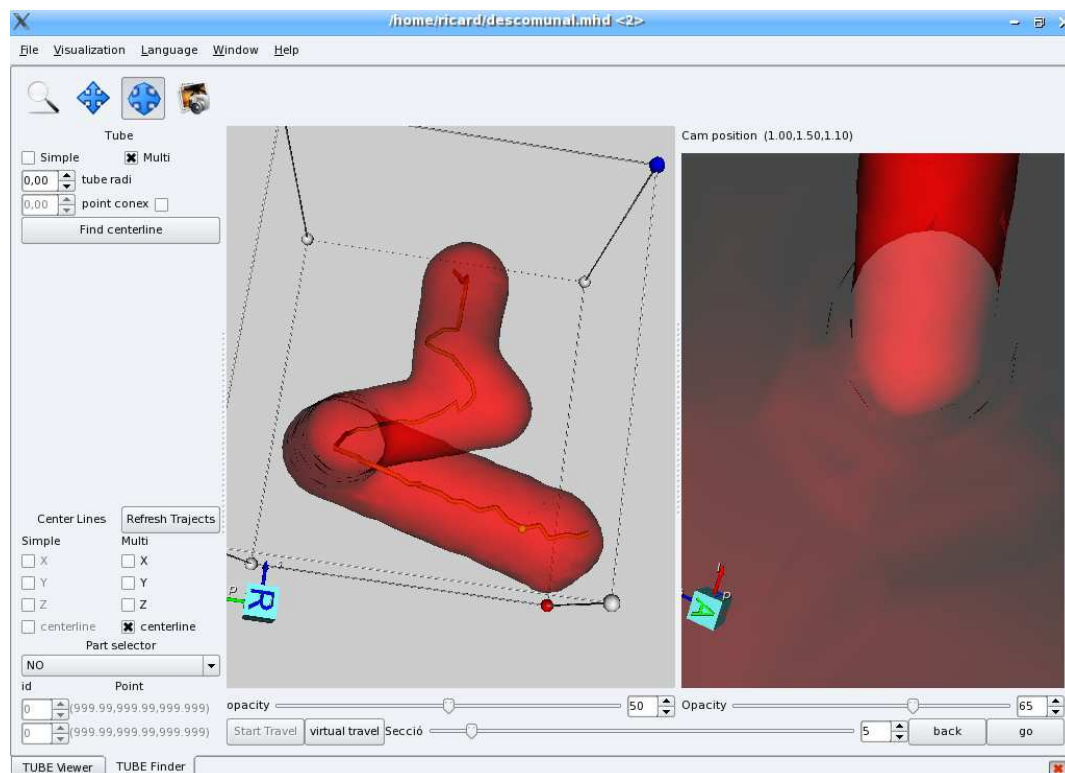 /home/ricard/descomunal.mhd <2>
File Visualization Language Window Help
Tube
Simple Multi
0,00 tube radi
0,00 point conex
Find centerline
Center Lines Refresh Trajects
Simple Multi
X X
Y Y
Z Z
centerline centerline
Part selector
NO
id Point
0 (999.99,999.99,999.999)
0 (999.99,999.99,999.999)
P R
opacity 50
Start Travel virtual travel Secció 5 back go
Cam position (1.00,1.50,1.10)
P
A
Opacity 65
TUBE Viewer TUBE Finder